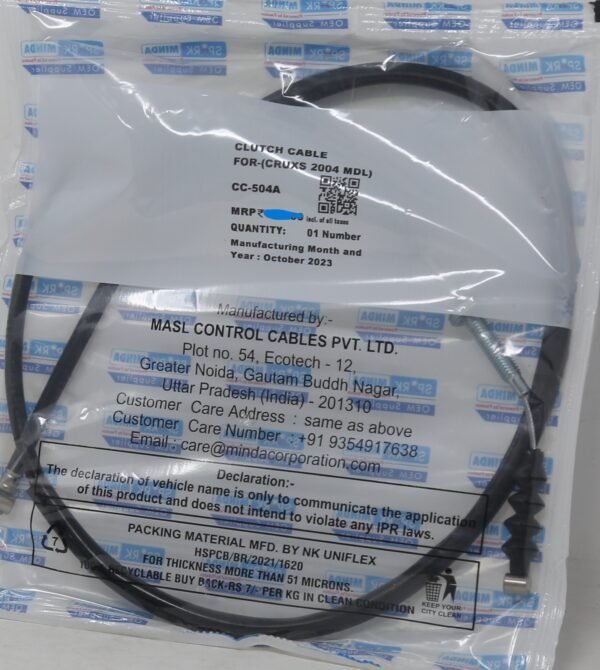 SP★RK
MINDA
OEM Supplier
CLUTCH CABLE
FOR-(CRUXS 2004 MDL)
CC-504A
MRP₹ incl. of all taxes
QUANTITY: 01 Number
Manufacturing Month and
Year : October 2023
Manufactured by:-
MASL CONTROL CABLES PVT. LTD.
Plot no. 54, Ecotech - 12,
Greater Noida, Gautam Buddh Nagar,
Uttar Pradesh (India) - 201310
Customer Care Address : same as above
Customer Care Number : +91 9354917638
Email : care@mindacorporation.com
Declaration:-
The declaration of vehicle name is only to communicate the application
of this product and does not intend to violate any IPR laws.
PACKING MATERIAL MFD. BY NK UNIFLEX
HSPCB/BR/2021/1620
FOR THICKNESS MORE THAN 51 MICRONS.
RECYCLABLE BUY BACK-RS 7/- PER KG IN CLEAN CONDITION
7
KEEP YOUR
CITY CLEAN